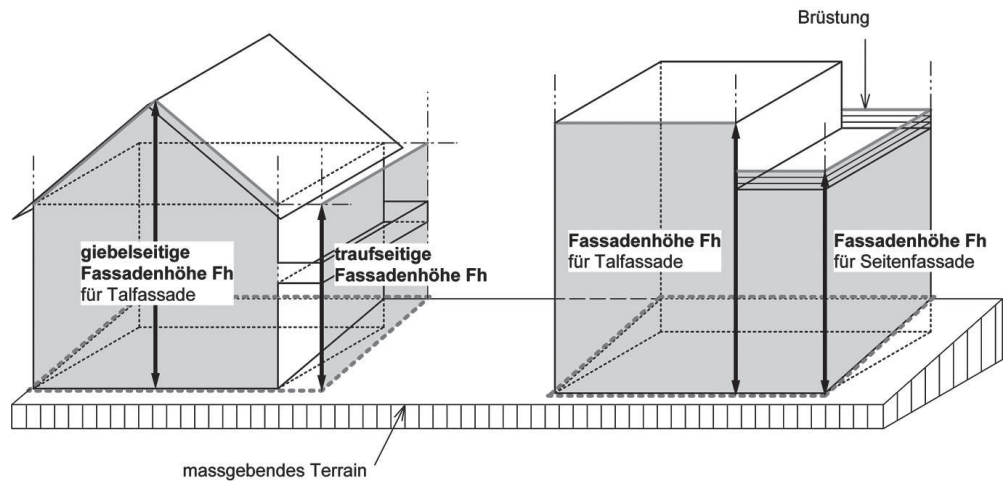 Brüstung
giebelseitige
Fassadenhöhe Fh
für Talfassade
traufseitige
Fassadenhöhe Fh
Fassadenhöhe Fh
für Talfassade
Fassadenhöhe Fh
für Seitenfassade
massgebendes Terrain